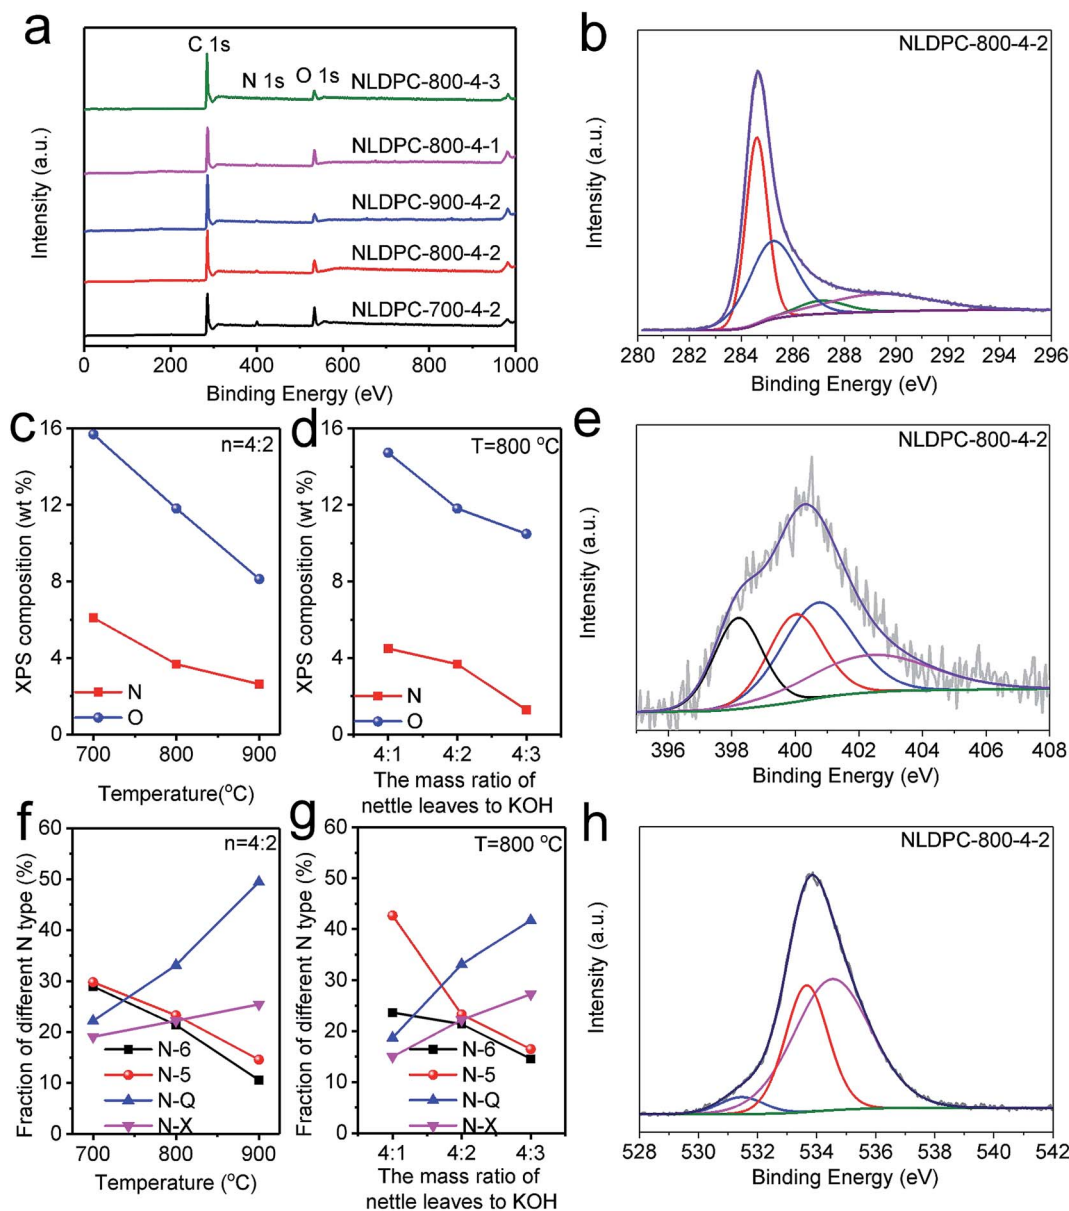 a
C 1s
N 1s
O 1s
NLDPC-800-4-3
NLDPC-800-4-1
NLDPC-900-4-2
NLDPC-800-4-2
NLDPC-700-4-2
Intensity (a.u.)
0 200 400 600 800 1000
Binding Energy (eV)
b
NLDPC-800-4-2
Intensity (a.u.)
280 282 284 286 288 290 292 294 296
Binding Energy (eV)
c
n=4:2
XPS composition (wt %)
16
12
8
4
0
N
O
700 800 900
Temperature(°C)
d
T=800 °C
XPS composition (wt %)
16
12
8
4
0
N
O
4:1 4:2 4:3
The mass ratio of
nettle leaves to KOH
e
NLDPC-800-4-2
Intensity (a.u.)
396 398 400 402 404 406 408
Binding Energy (eV)
f
n=4:2
Fraction of different N type (%)
60
50
40
30
20
10
0
N-6
N-5
N-Q
N-X
700 800 900
Temperature (°C)
g
T=800 °C
Fraction of different N type (%)
60
50
40
30
20
10
0
N-6
N-5
N-Q
N-X
4:1 4:2 4:3
The mass ratio of
nettle leaves to KOH
h
NLDPC-800-4-2
Intensity (a.u.)
528 530 532 534 536 538 540 542
Binding Energy (eV)